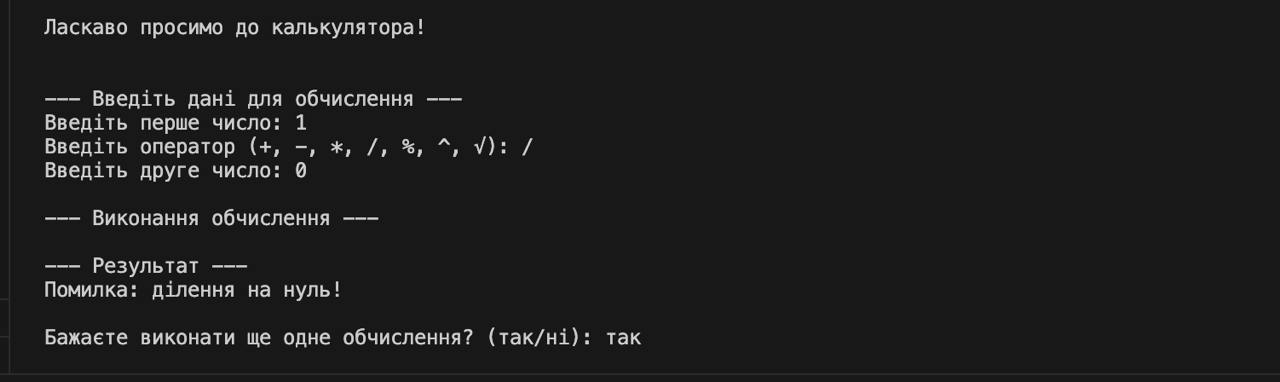 Ласкаво просимо до калькулятора!
--- Введіть дані для обчислення ---
Введіть перше число: 1
Введіть оператор (+, -, *, /, %, ^, √): /
Введіть друге число: 0
--- Виконання обчислення ---
--- Результат ---
Помилка: ділення на нуль!
Бажаєте виконати ще одне обчислення? (так/ні): так